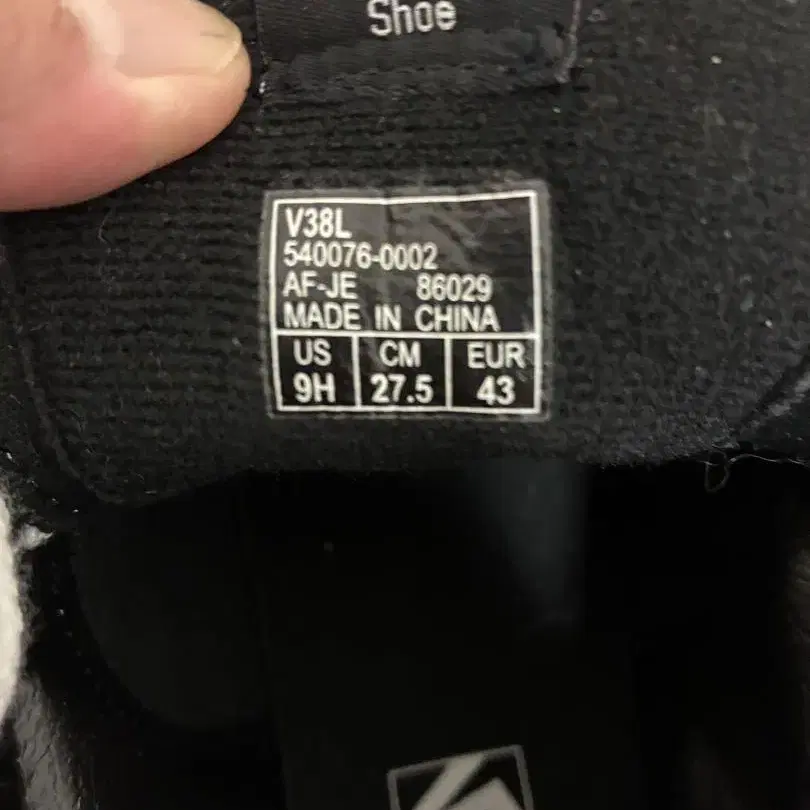 Shoe
V38L
540076-0002
AF-JE 86029
MADE IN CHINA
US CM EUR
9H 27.5 43